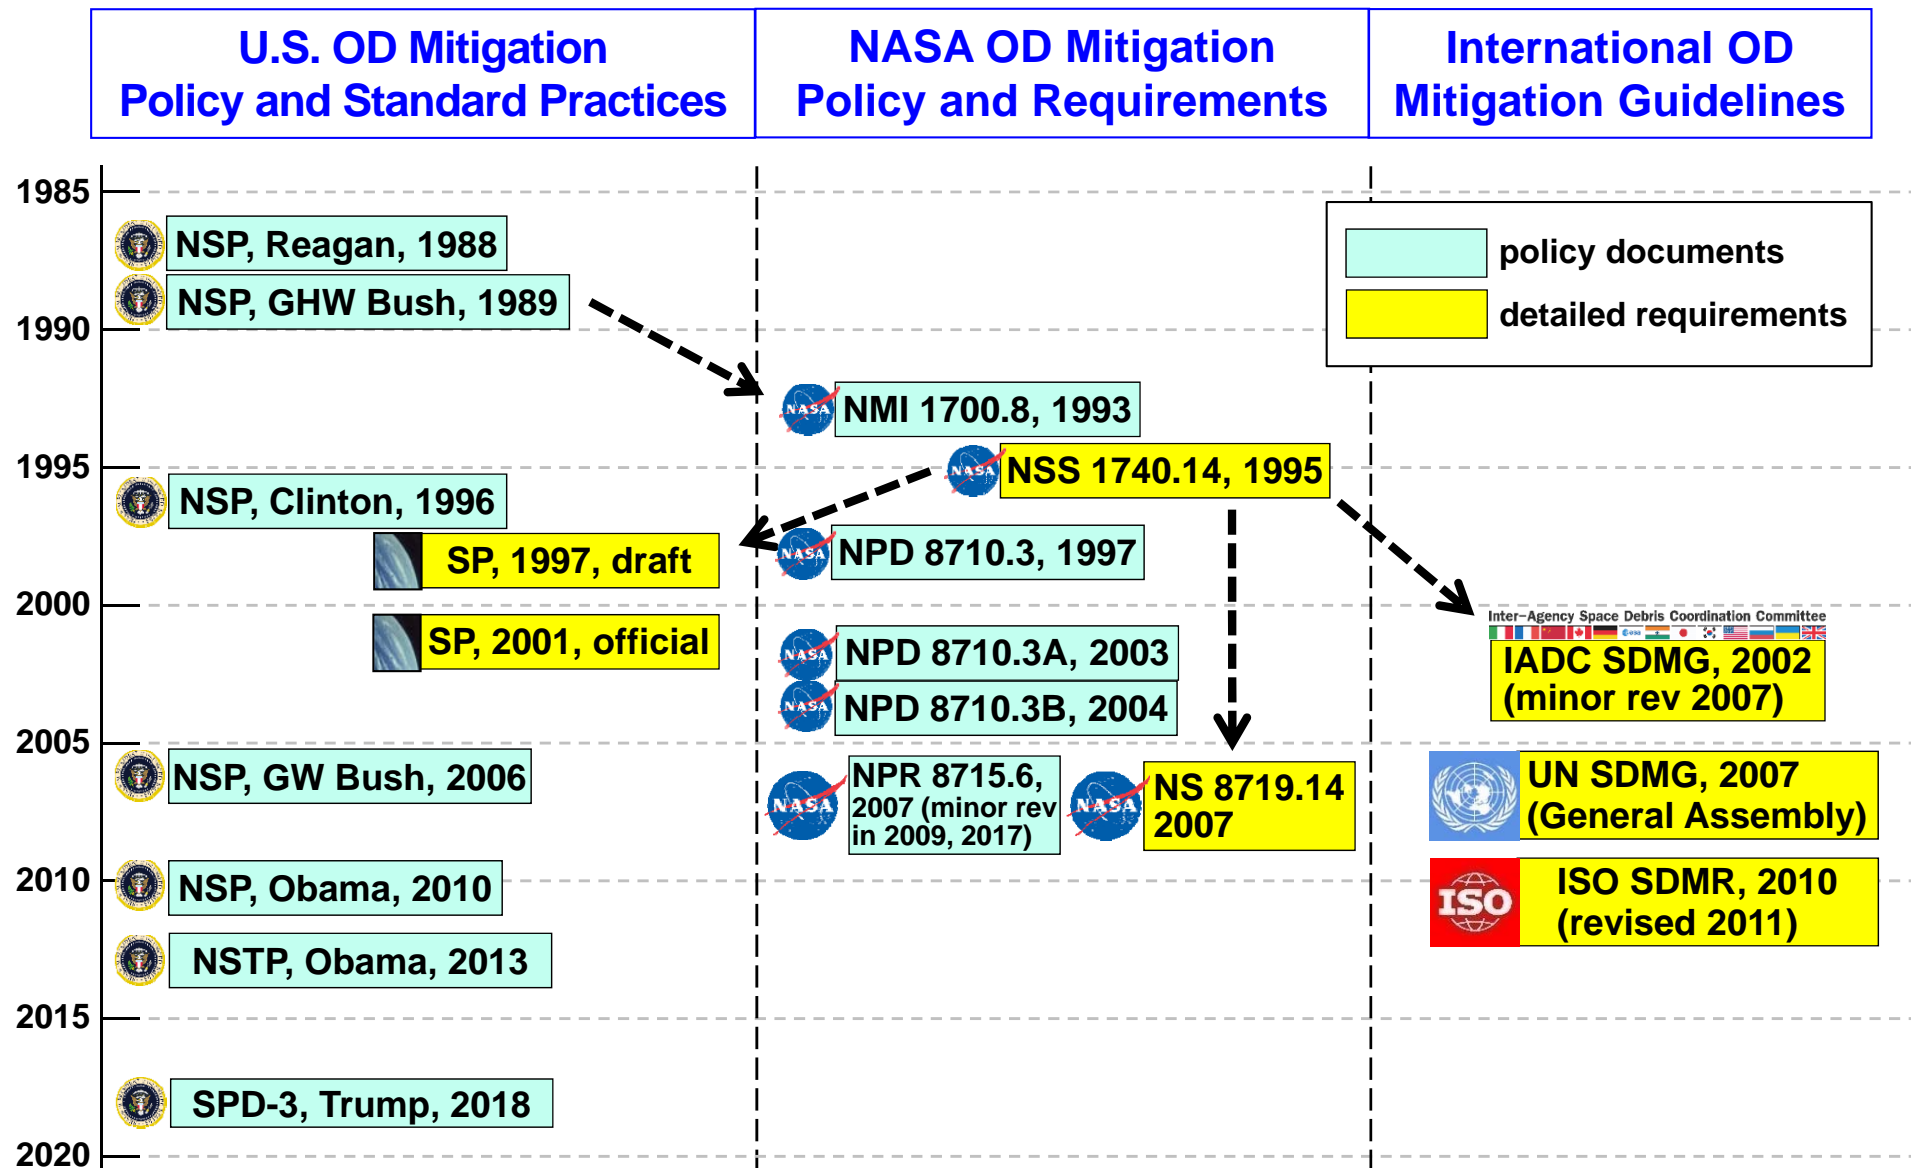 U.S. OD Mitigation
Policy and Standard Practices
NASA OD Mitigation
Policy and Requirements
International OD
Mitigation Guidelines
1985
1990
1995
2000
2005
2010
2015
2020
policy documents
detailed requirements
NSP, Reagan, 1988
NSP, GHW Bush, 1989
NSP, Clinton, 1996
SP, 1997, draft
SP, 2001, official
NSP, GW Bush, 2006
NSP, Obama, 2010
NSTP, Obama, 2013
SPD-3, Trump, 2018
NASA
NMI 1700.8, 1993
NASA
NSS 1740.14, 1995
NASA
NPD 8710.3, 1997
NASA
NPD 8710.3A, 2003
NASA
NPD 8710.3B, 2004
NASA
NPR 8715.6,
2007 (minor rev
in 2009, 2017)
NASA
NS 8719.14
2007
Inter-Agency Space Debris Coordination Committee
esa
IADC SDMG, 2002
(minor rev 2007)
UN SDMG, 2007
(General Assembly)
ISO
ISO SDMR, 2010
(revised 2011)